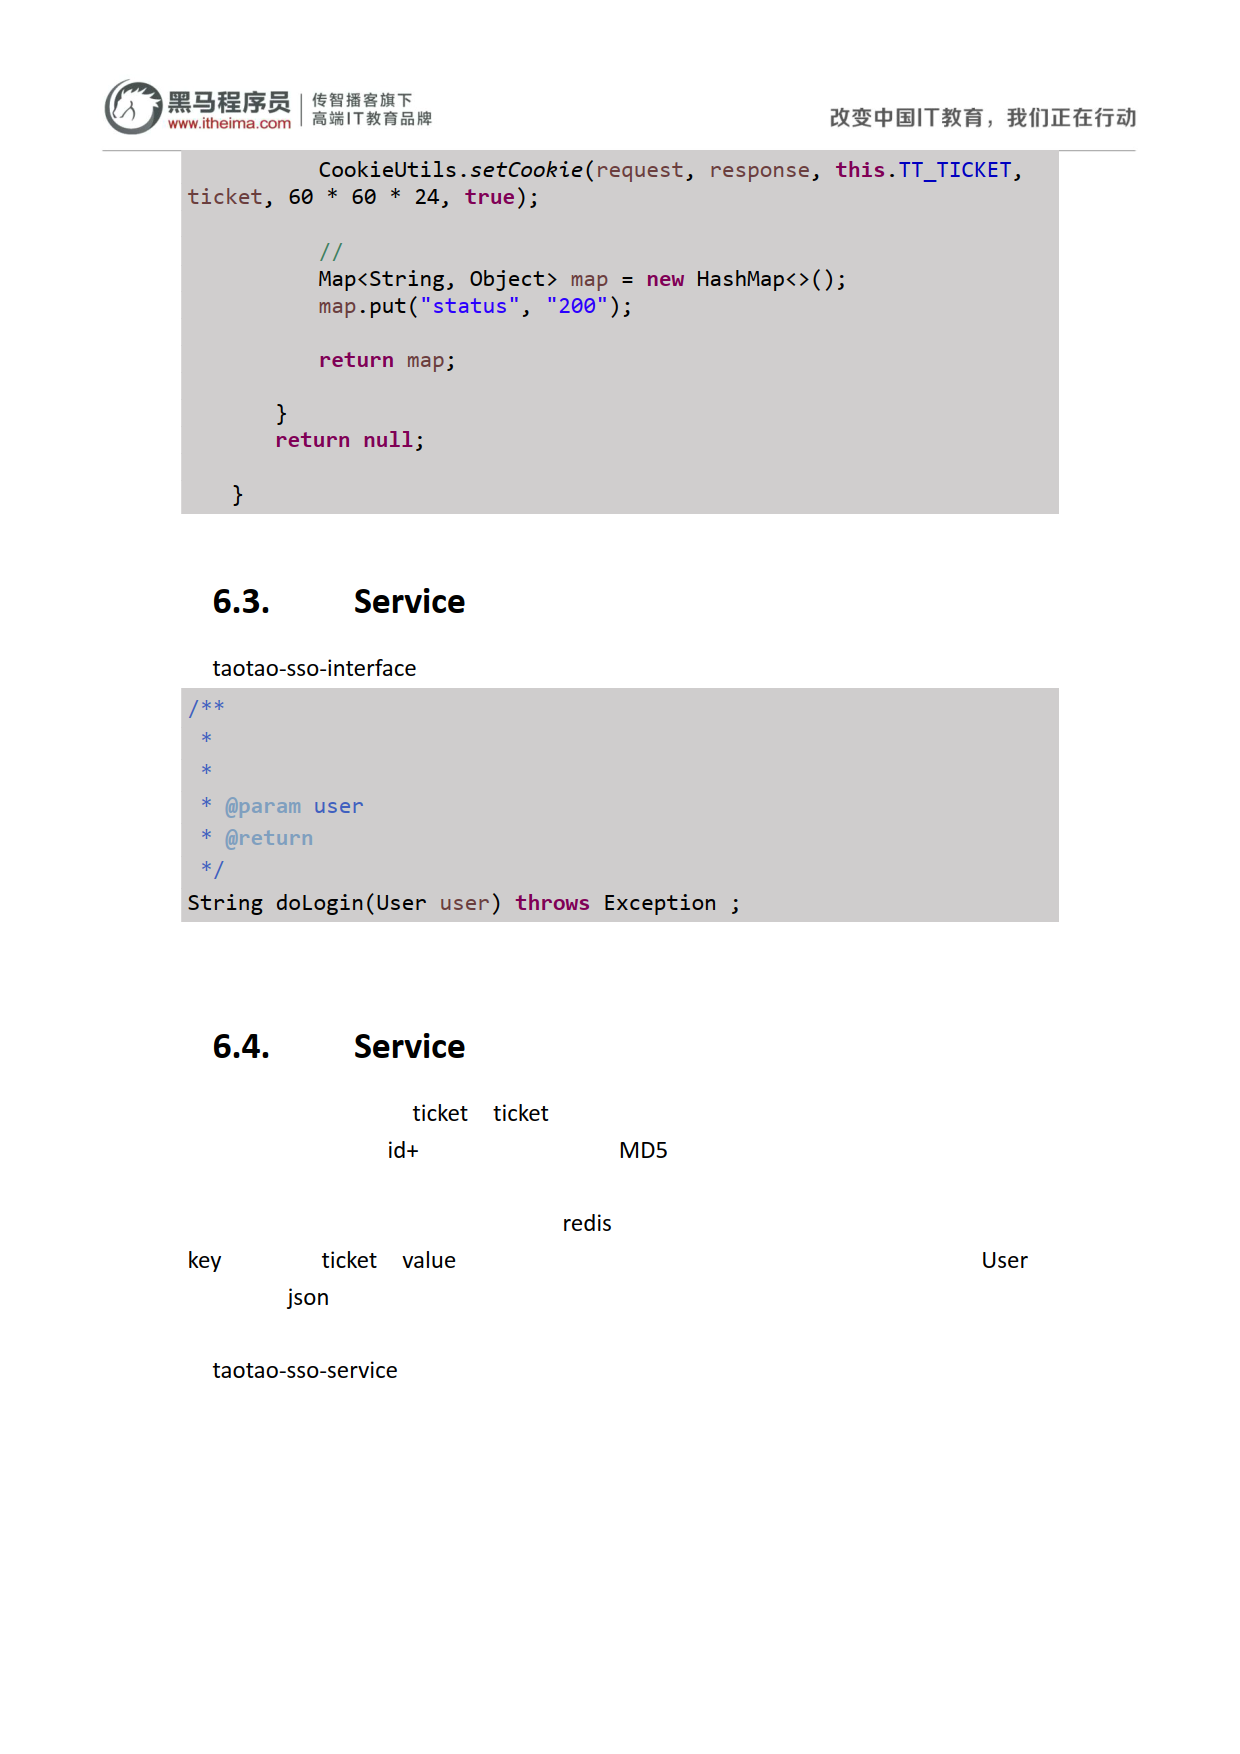 黑马程序员
www.itheima.com
传智播客旗下
高端IT教育品牌
改变中国IT教育，我们正在行动
CookieUtils.setCookie(request, response, this.TT_TICKET,
ticket, 60 * 60 * 24, true);
//
Map<String, Object> map = new HashMap<>();
map.put("status", "200");
return map;
}
return null;
}
6.3. Service
taotao-sso-interface
/**
*
*
* @param user
* @return
*/
String doLogin(User user) throws Exception ;
6.4. Service
ticket ticket
id+ MD5
redis
key ticket value User
json
taotao-sso-service